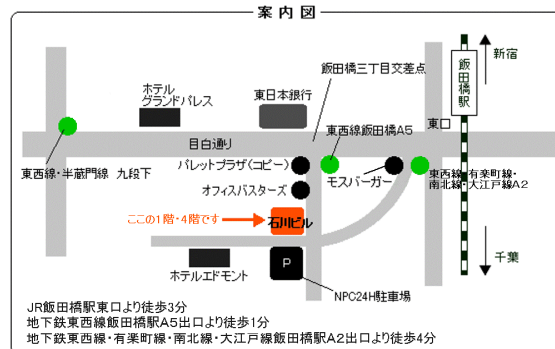 案内図
新宿
飯田橋駅
飯田橋三丁目交差点
ホテル
グランドパレス
東日本銀行
東口
東西線飯田橋A5
目白通り
東西線・半蔵門線 九段下
パレットプラザ(コピー)
モスバーガー
東西線・有楽町線・
南北線・大江戸線A2
オフィスバスターズ
ここの1階・4階です
石川ビル
ホテルエドモント
P
千葉
NPC24H駐車場
JR飯田橋駅東口より徒歩3分
地下鉄東西線飯田橋駅A5出口より徒歩1分
地下鉄東西線・有楽町線・南北線・大江戸線飯田橋駅A2出口より徒歩4分